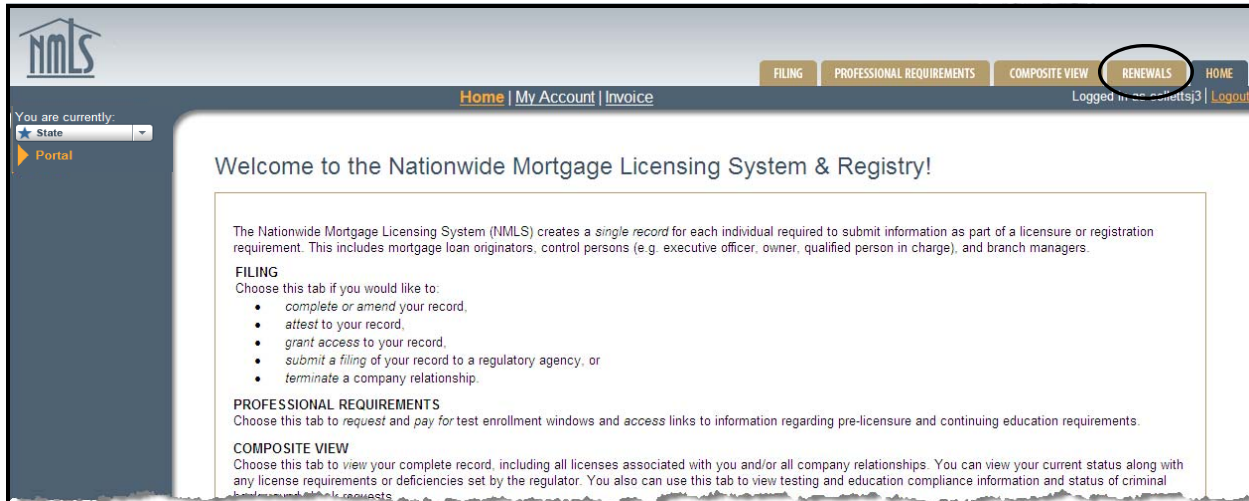 NMLS
FILING PROFESSIONAL REQUIREMENTS COMPOSITE VIEW RENEWALS HOME
Home | My Account | Invoice
Logged in as colettsj3 | Logout
You are currently:
State
Portal
Welcome to the Nationwide Mortgage Licensing System & Registry!
The Nationwide Mortgage Licensing System (NMLS) creates a single record for each individual required to submit information as part of a licensure or registration
requirement. This includes mortgage loan originators, control persons (e.g. executive officer, owner, qualified person in charge), and branch managers.
FILING
Choose this tab if you would like to:
• complete or amend your record,
• attest to your record,
• grant access to your record,
• submit a filing of your record to a regulatory agency, or
• terminate a company relationship.
PROFESSIONAL REQUIREMENTS
Choose this tab to request and pay for test enrollment windows and access links to information regarding pre-licensure and continuing education requirements.
COMPOSITE VIEW
Choose this tab to view your complete record, including all licenses associated with you and/or all company relationships. You can view your current status along with
any license requirements or deficiencies set by the regulator. You also can use this tab to view testing and education compliance information and status of criminal
background check requests.